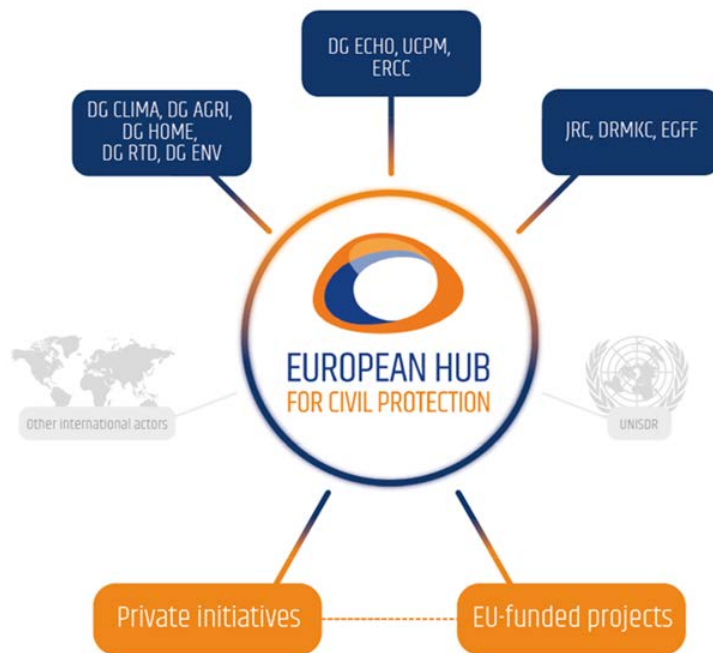 DG ECHO, UCPM,
ERCC
DG CLIMA, DG AGRI,
DG HOME,
DG RTD, DG ENV
JRC, DRMKC, EGFF
EUROPEAN HUB
FOR CIVIL PROTECTION
Other international actors
UNISDR
Private initiatives
EU-funded projects